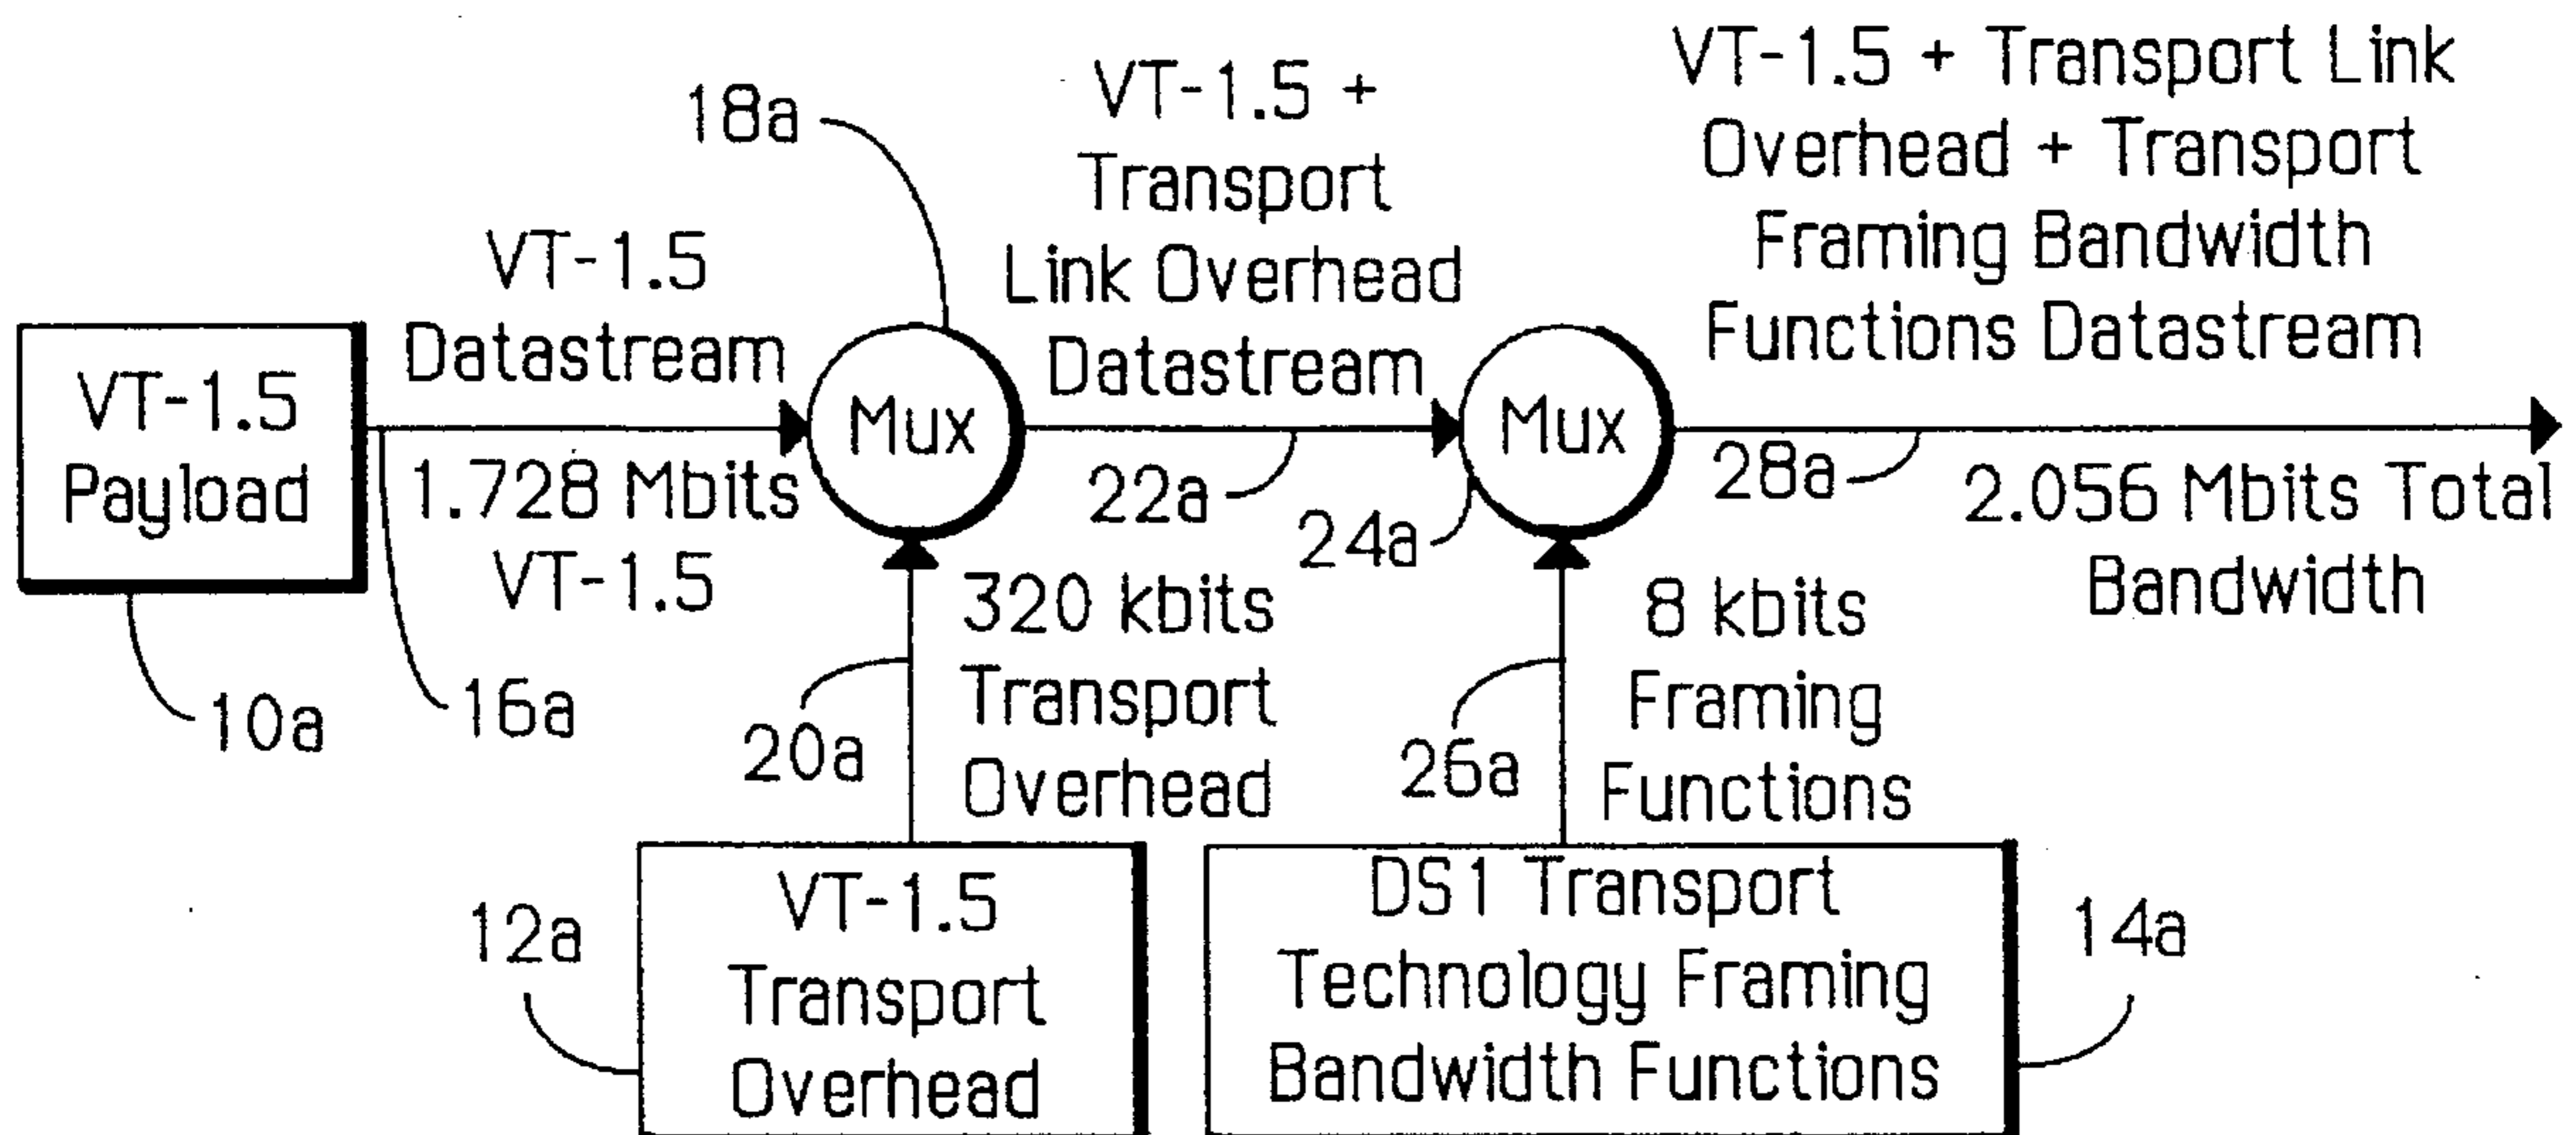 VT-1.5
Payload
10a
VT-1.5
Datastream
1.728 Mbits
VT-1.5
16a
18a
Mux
320 kbits
Transport
Overhead
20a
VT-1.5
Transport
Overhead
12a
VT-1.5 +
Transport
Link Overhead
Datastream
22a
24a
Mux
8 kbits
Framing
Functions
26a
DS1 Transport
Technology Framing
Bandwidth Functions
14a
VT-1.5 + Transport Link
Overhead + Transport
Framing Bandwidth
Functions Datastream
28a
2.056 Mbits Total
Bandwidth